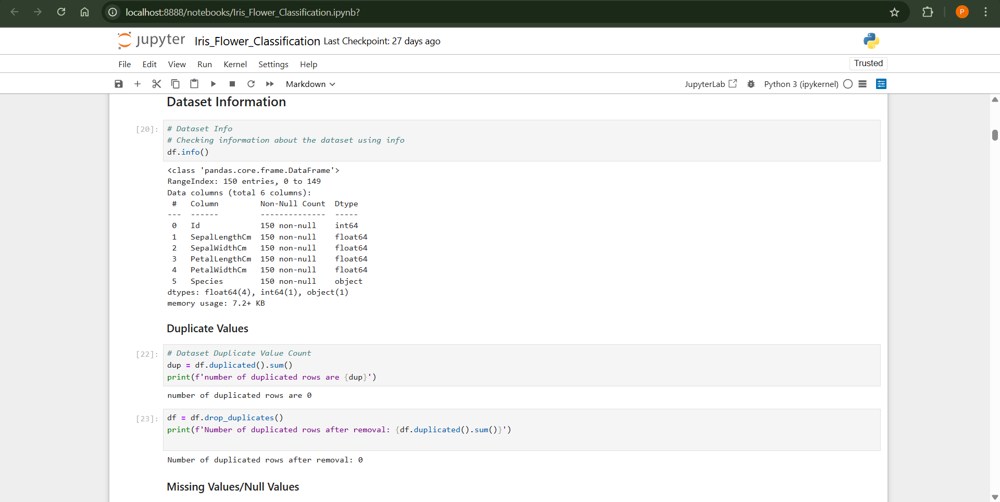 localhost:8888/notebooks/Iris_Flower_Classification.ipynb?
P
jupyter Iris_Flower_Classification Last Checkpoint: 27 days ago
File Edit View Run Kernel Settings Help
Trusted
Markdown
JupyterLab
Python 3 (ipykernel)
Dataset Information
[20]:
# Dataset Info
# Checking information about the dataset using info
df.info()
<class 'pandas.core.frame.DataFrame'>
RangeIndex: 150 entries, 0 to 149
Data columns (total 6 columns):
 #   Column         Non-Null Count  Dtype
---  ------         --------------  -----
 0   Id             150 non-null    int64
 1   SepalLengthCm  150 non-null    float64
 2   SepalWidthCm   150 non-null    float64
 3   PetalLengthCm  150 non-null    float64
 4   PetalWidthCm   150 non-null    float64
 5   Species        150 non-null    object
dtypes: float64(4), int64(1), object(1)
memory usage: 7.2+ KB
Duplicate Values
[22]:
# Dataset Duplicate Value Count
dup = df.duplicated().sum()
print(f'number of duplicated rows are {dup}')
number of duplicated rows are 0
[23]:
df = df.drop_duplicates()
print(f'Number of duplicated rows after removal: {df.duplicated().sum()}')
Number of duplicated rows after removal: 0
Missing Values/Null Values